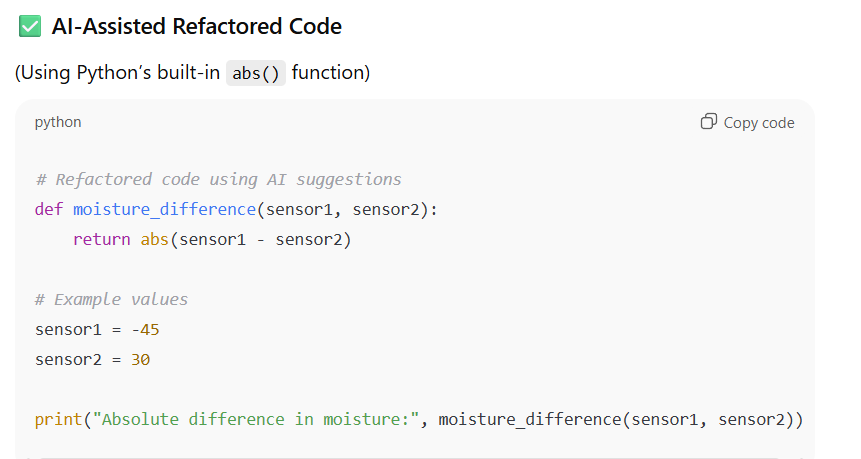 ✅ AI-Assisted Refactored Code
(Using Python’s built-in abs() function)
python
Copy code
# Refactored code using AI suggestions
def moisture_difference(sensor1, sensor2):
    return abs(sensor1 - sensor2)
# Example values
sensor1 = -45
sensor2 = 30
print("Absolute difference in moisture:", moisture_difference(sensor1, sensor2))